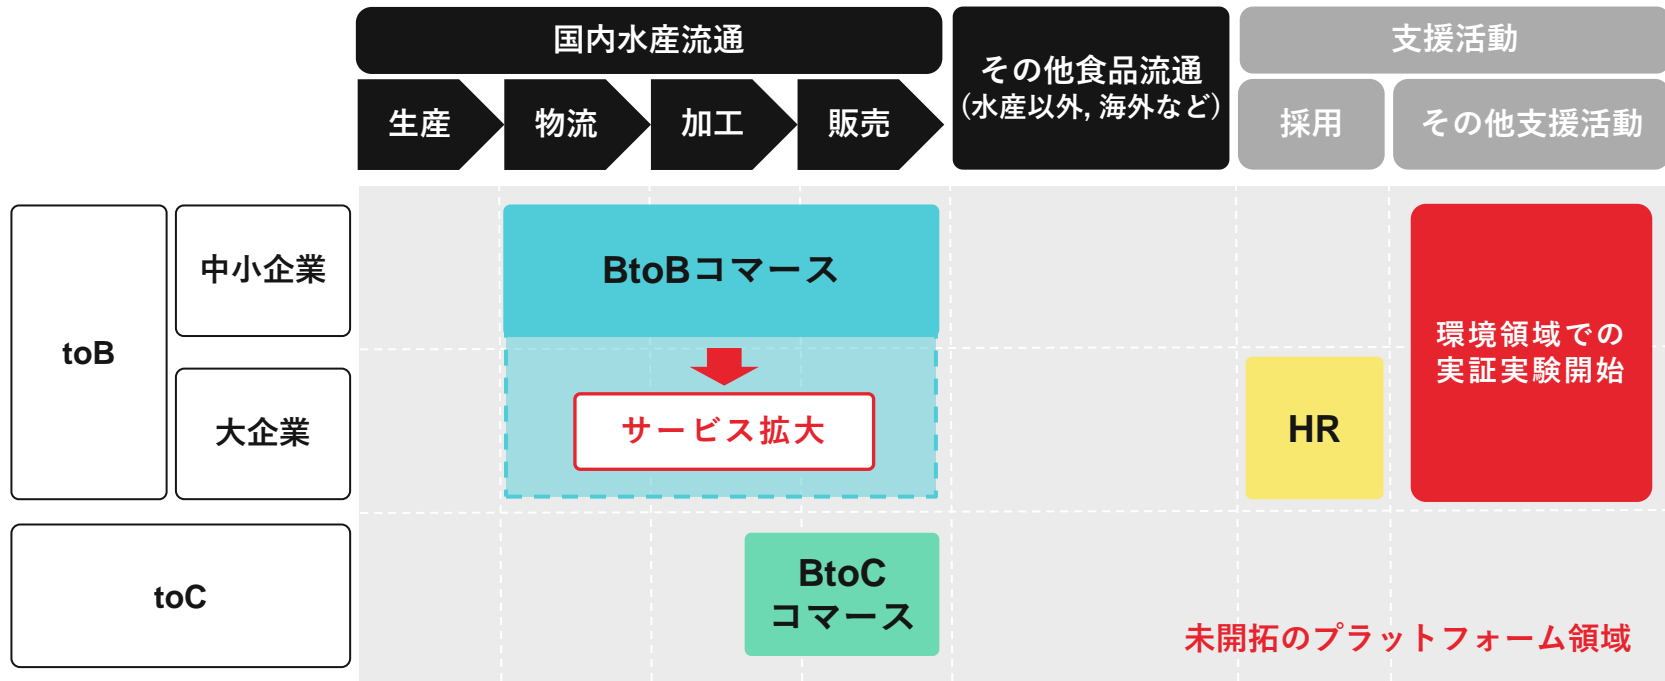 国内水産流通
その他食品流通
(水産以外, 海外など)
支援活動
生産
物流
加工
販売
採用
その他支援活動
toB
中小企業
大企業
toC
BtoBコマース
サービス拡大
HR
環境領域での
実証実験開始
BtoC
コマース
未開拓のプラットフォーム領域